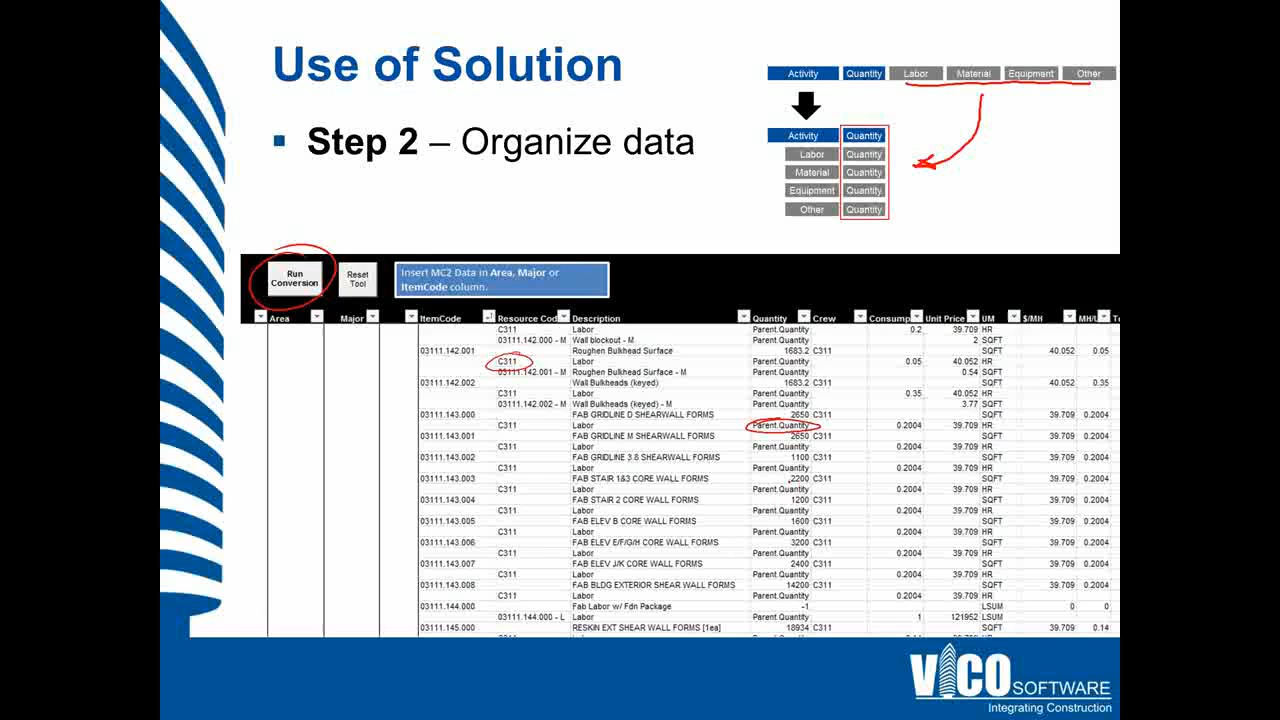 Use of Solution
Activity Quantity Labor Material Equipment Other
▪ Step 2 – Organize data
Activity Quantity
Labor Quantity
Material Quantity
Equipment Quantity
Other Quantity
Run Conversion
Reset Tool
Insert MC2 Data in Area, Major or
ItemCode column.
Area Major ItemCode Resource Cod Description Quantity Crew Consump Unit Price UM $/MH MH/U
C311 Labor Parent.Quantity 0.2 39.709 HR
03111.142.000 - M Wall blockout - M Parent.Quantity 2 SQFT
03111.142.001 Roughen Bulkhead Surface 1683.2 C311 SQFT 40.052 0.05
C311 Labor Parent.Quantity 0.05 40.052 HR
03111.142.001 - M Roughen Bulkhead Surface - M Parent.Quantity 0.54 SQFT
03111.142.002 Wall Bulkheads (keyed) 1683.2 C311 SQFT 40.052 0.35
C311 Labor Parent.Quantity 0.35 40.052 HR
03111.142.002 - M Wall Bulkheads (keyed) - M Parent.Quantity 3.77 SQFT
03111.143.000 FAB GRIDLINE D SHEARWALL FORMS 2650 C311 SQFT 39.709 0.2004
C311 Labor Parent.Quantity 0.2004 39.709 HR
03111.143.001 FAB GRIDLINE M SHEARWALL FORMS 2650 C311 SQFT 39.709 0.2004
C311 Labor Parent.Quantity 0.2004 39.709 HR
03111.143.002 FAB GRIDLINE 3.8 SHEARWALL FORMS 1100 C311 SQFT 39.709 0.2004
C311 Labor Parent.Quantity 0.2004 39.709 HR
03111.143.003 FAB STAIR 1&3 CORE WALL FORMS 2200 C311 SQFT 39.709 0.2004
C311 Labor Parent.Quantity 0.2004 39.709 HR
03111.143.004 FAB STAIR 2 CORE WALL FORMS 1200 C311 SQFT 39.709 0.2004
C311 Labor Parent.Quantity 0.2004 39.709 HR
03111.143.005 FAB ELEV B CORE WALL FORMS 1600 C311 SQFT 39.709 0.2004
C311 Labor Parent.Quantity 0.2004 39.709 HR
03111.143.006 FAB ELEV E/F/G/H CORE WALL FORMS 3200 C311 SQFT 39.709 0.2004
C311 Labor Parent.Quantity 0.2004 39.709 HR
03111.143.007 FAB ELEV J/K CORE WALL FORMS 2400 C311 SQFT 39.709 0.2004
C311 Labor Parent.Quantity 0.2004 39.709 HR
03111.143.008 FAB BLDG EXTERIOR SHEAR WALL FORMS 14200 C311 SQFT 39.709 0.2004
C311 Labor Parent.Quantity 0.2004 39.709 HR
03111.144.000 Fab Labor w/ Fdn Package -1 LSUM 0 0
03111.144.000 - L Parent.Quantity 1 121952 LSUM
03111.145.000 RESKIN EXT SHEAR WALL FORMS [1ea] 18934 C311 SQFT 39.709 0.14
VICO SOFTWARE
Integrating Construction